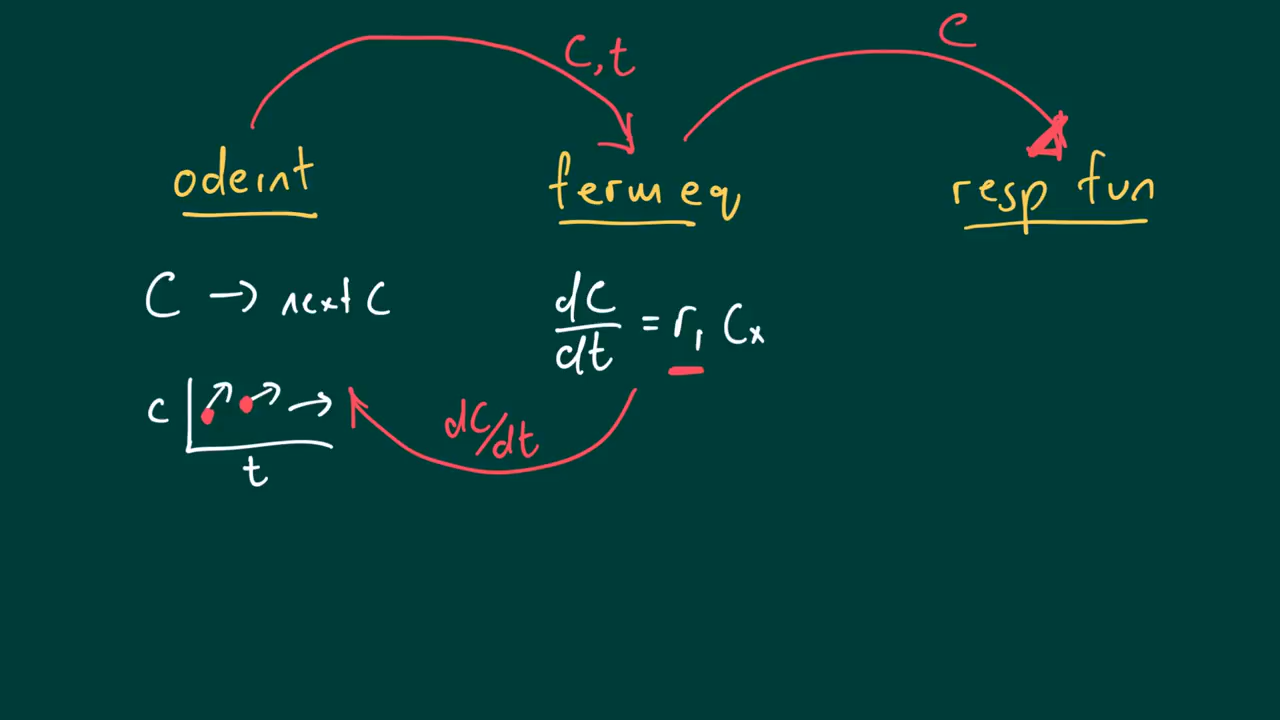 C, t
C
odeint
ferm eq
resp fun
C → next C
dC/dt = r₁ Cx
C
t
dC/dt